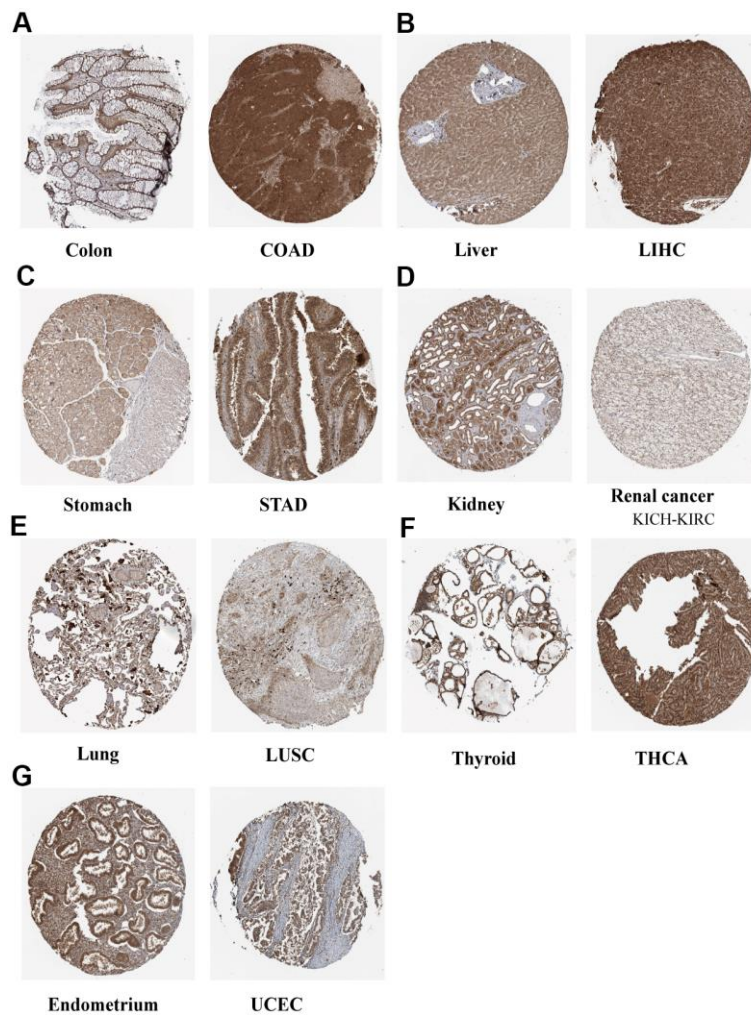 A
B
Colon
COAD
Liver
LIHC
C
D
Stomach
STAD
Kidney
Renal cancer
KICH-KIRC
E
F
Lung
LUSC
Thyroid
THCA
G
Endometrium
UCEC